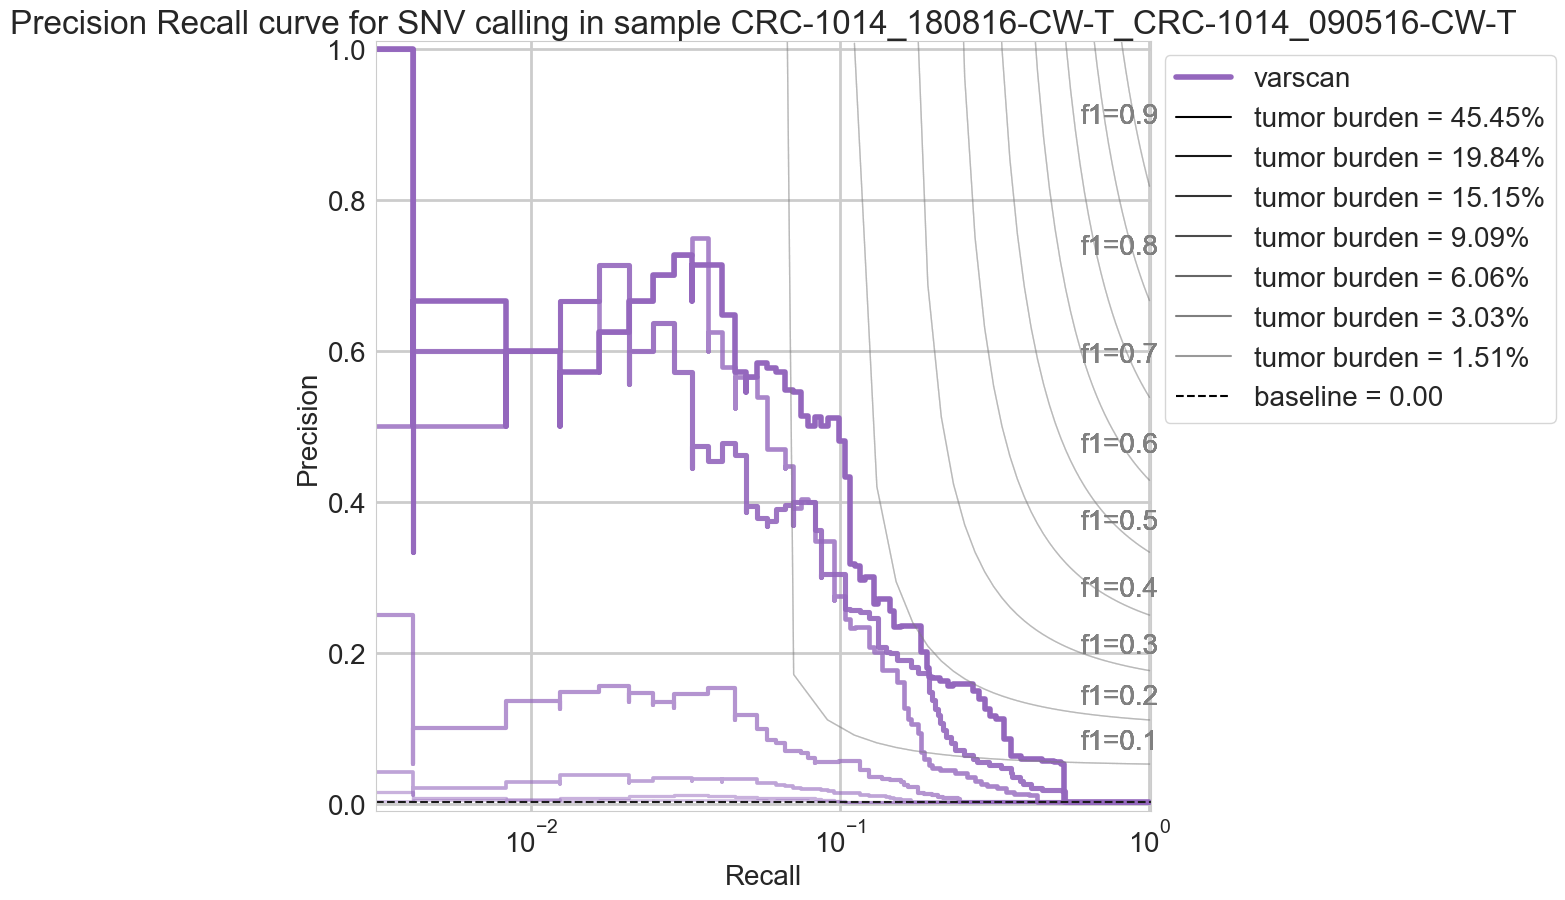 Precision Recall curve for SNV calling in sample CRC-1014_180816-CW-T_CRC-1014_090516-CW-T
1.0
0.8
0.6
0.4
0.2
0.0
Precision
10⁻²
10⁻¹
10⁰
Recall
f1=0.9
f1=0.8
f1=0.7
f1=0.6
f1=0.5
f1=0.4
f1=0.3
f1=0.2
f1=0.1
varscan
tumor burden = 45.45%
tumor burden = 19.84%
tumor burden = 15.15%
tumor burden = 9.09%
tumor burden = 6.06%
tumor burden = 3.03%
tumor burden = 1.51%
baseline = 0.00